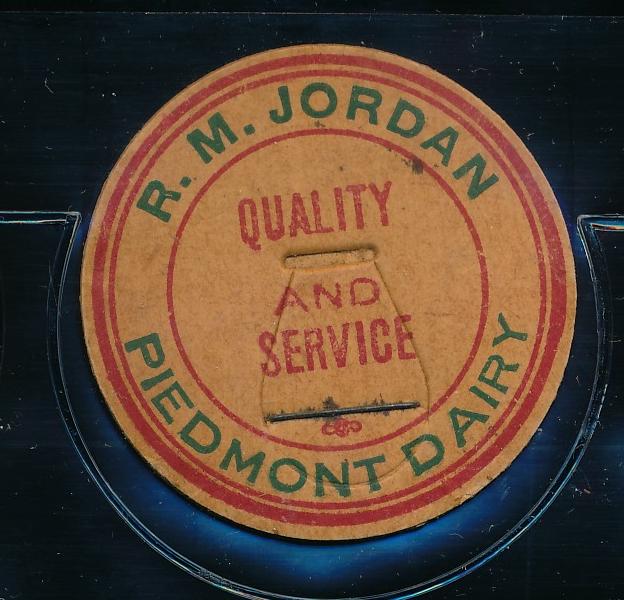 R. M. JORDAN
QUALITY
AND
SERVICE
PIEDMONT DAIRY